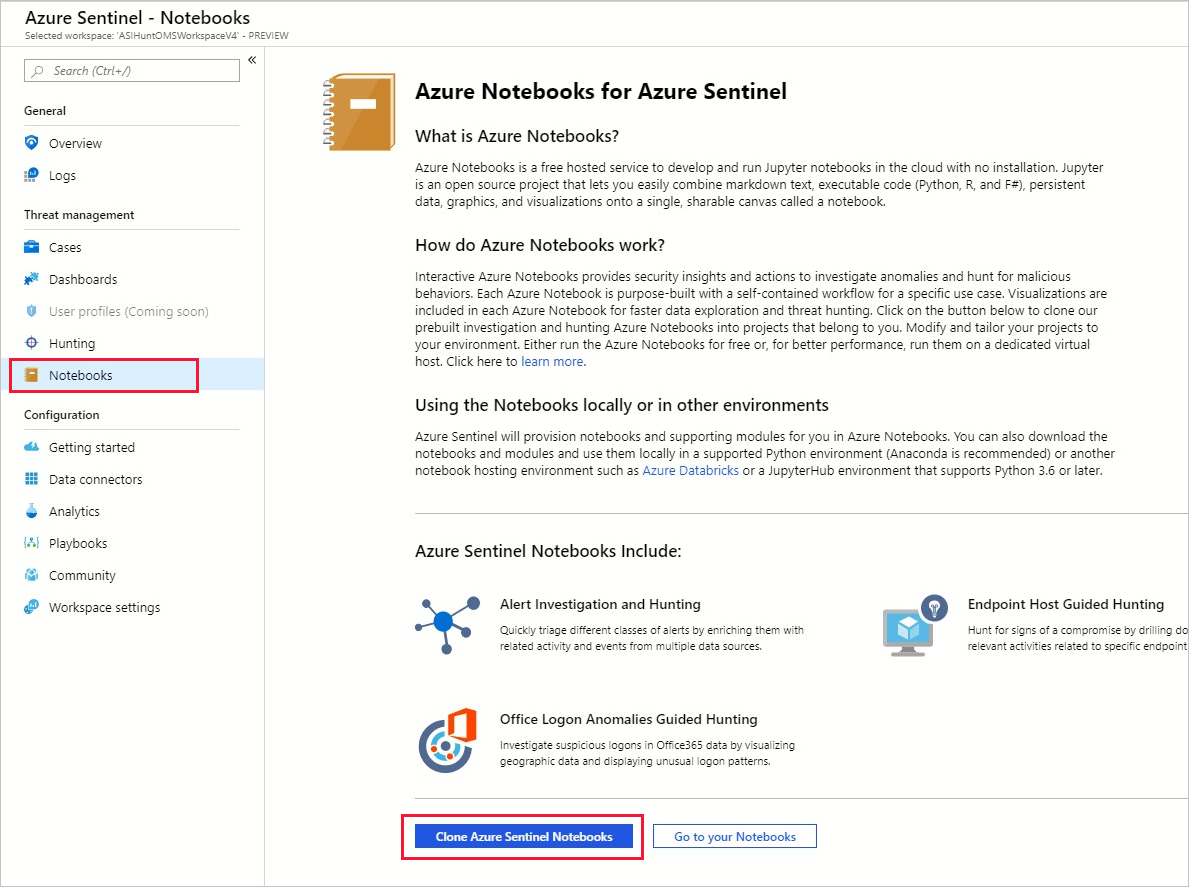 Azure Sentinel - Notebooks
Selected workspace: 'ASIHuntOMSWorkspaceV4' - PREVIEW
Search (Ctrl+/)
«
General
Overview
Logs
Threat management
Cases
Dashboards
User profiles (Coming soon)
Hunting
Notebooks
Configuration
Getting started
Data connectors
Analytics
Playbooks
Community
Workspace settings
Azure Notebooks for Azure Sentinel
What is Azure Notebooks?
Azure Notebooks is a free hosted service to develop and run Jupyter notebooks in the cloud with no installation. Jupyter
is an open source project that lets you easily combine markdown text, executable code (Python, R, and F#), persistent
data, graphics, and visualizations onto a single, sharable canvas called a notebook.
How do Azure Notebooks work?
Interactive Azure Notebooks provides security insights and actions to investigate anomalies and hunt for malicious
behaviors. Each Azure Notebook is purpose-built with a self-contained workflow for a specific use case. Visualizations are
included in each Azure Notebook for faster data exploration and threat hunting. Click on the button below to clone our
prebuilt investigation and hunting Azure Notebooks into projects that belong to you. Modify and tailor your projects to
your environment. Either run the Azure Notebooks for free or, for better performance, run them on a dedicated virtual
host. Click here to learn more.
Using the Notebooks locally or in other environments
Azure Sentinel will provision notebooks and supporting modules for you in Azure Notebooks. You can also download the
notebooks and modules and use them locally in a supported Python environment (Anaconda is recommended) or another
notebook hosting environment such as Azure Databricks or a JupyterHub environment that supports Python 3.6 or later.
Azure Sentinel Notebooks Include:
Alert Investigation and Hunting
Quickly triage different classes of alerts by enriching them with
related activity and events from multiple data sources.
Endpoint Host Guided Hunting
Hunt for signs of a compromise by drilling do
relevant activities related to specific endpoint
Office Logon Anomalies Guided Hunting
Investigate suspicious logons in Office365 data by visualizing
geographic data and displaying unusual logon patterns.
Clone Azure Sentinel Notebooks
Go to your Notebooks